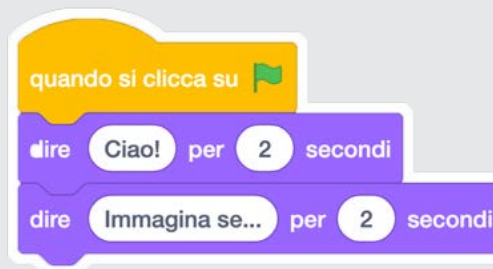 quando si clicca su
dire Ciao! per 2 secondi
dire Immagina se... per 2 secondi